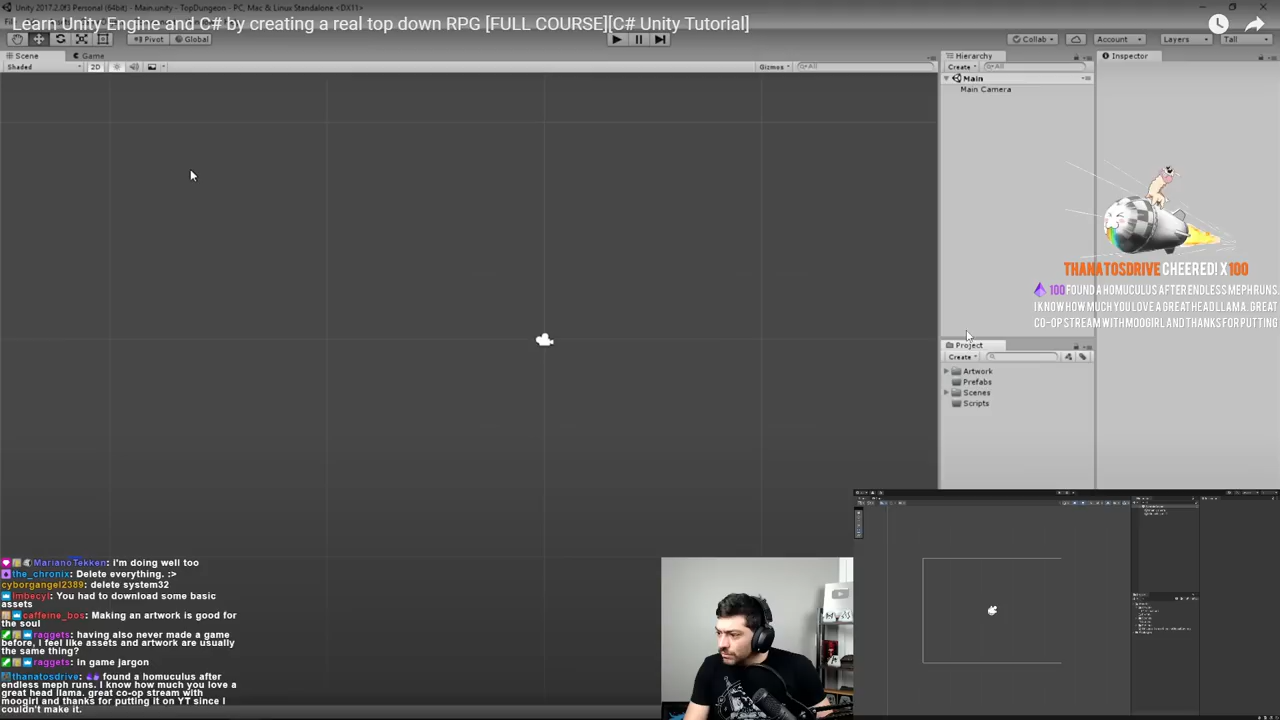 Unity 2017.2.0f3 Personal (64bit) - Main.unity - TopDungeon - PC, Mac & Linux Standalone <DX11>
Learn Unity Engine and C# by creating a real top down RPG [FULL COURSE][C# Unity Tutorial]
Pivot Global Collab Account Layers Tall
Scene Game
Shaded 2D Gizmos All
Hierarchy
Create All
Main
Main Camera
Inspector
THANATOSDRIVE CHEERED! X100
100 FOUND A HOMUCULUS AFTER ENDLESS MEPH RUNS.
I KNOW HOW MUCH YOU LOVE A GREAT HEAD LLAMA. GREAT
CO-OP STREAM WITH MOOGIRL AND THANKS FOR PUTTING
Project
Create
Artwork
Prefabs
Scenes
Scripts
MarianoTekken: I'm doing well too
the_chronix: Delete everything. :>
cyborgangel2389: delete system32
Imbecyl: You had to download some basic
assets
caffeine_bos: Making an artwork is good for
the soul
raggets: having also never made a game
before, I feel like assets and artwork are usually
the same thing?
raggets: in game jargon
thanatosdrive: found a homuculus after
endless meph runs. I know how much you love a
great head llama. great co-op stream with
moogirl and thanks for putting it on YT since I
couldn't make it.